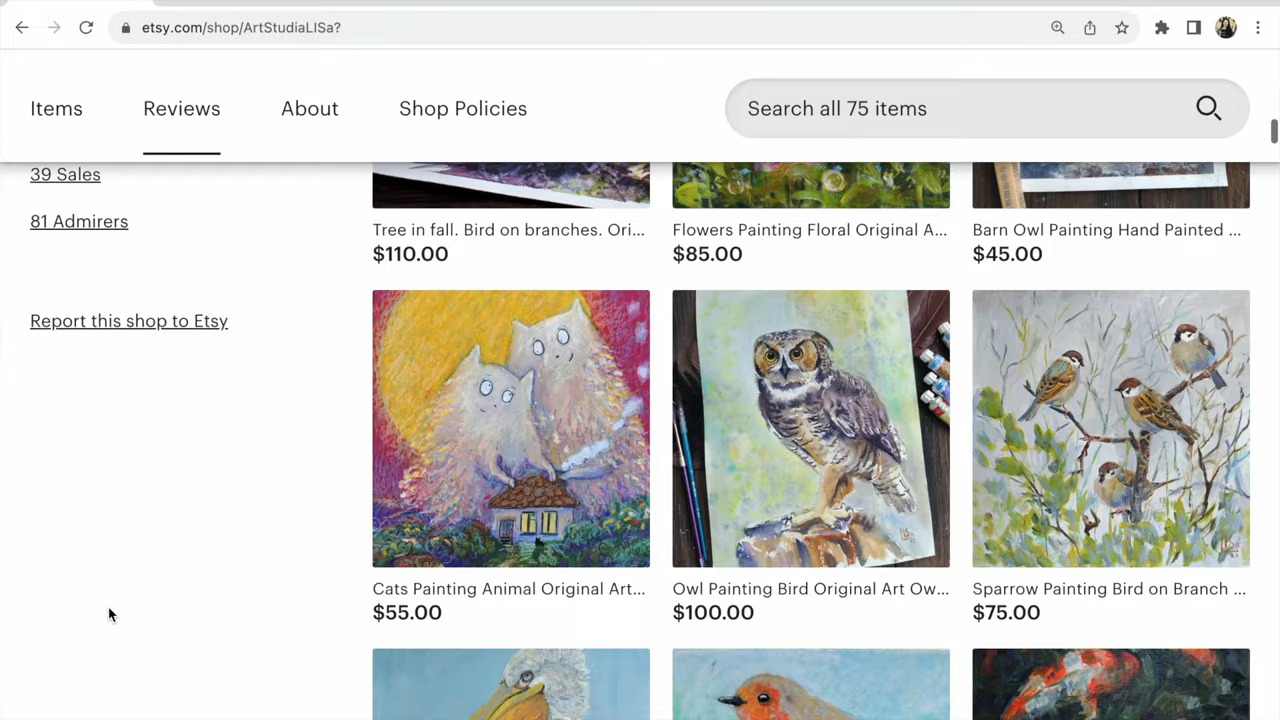 etsy.com/shop/ArtStudiaLISa?
Items
Reviews
About
Shop Policies
Search all 75 items
39 Sales
81 Admirers
Report this shop to Etsy
Tree in fall. Bird on branches. Ori...
$110.00
Flowers Painting Floral Original A...
$85.00
Barn Owl Painting Hand Painted ...
$45.00
Cats Painting Animal Original Art...
$55.00
Owl Painting Bird Original Art Ow...
$100.00
Sparrow Painting Bird on Branch ...
$75.00